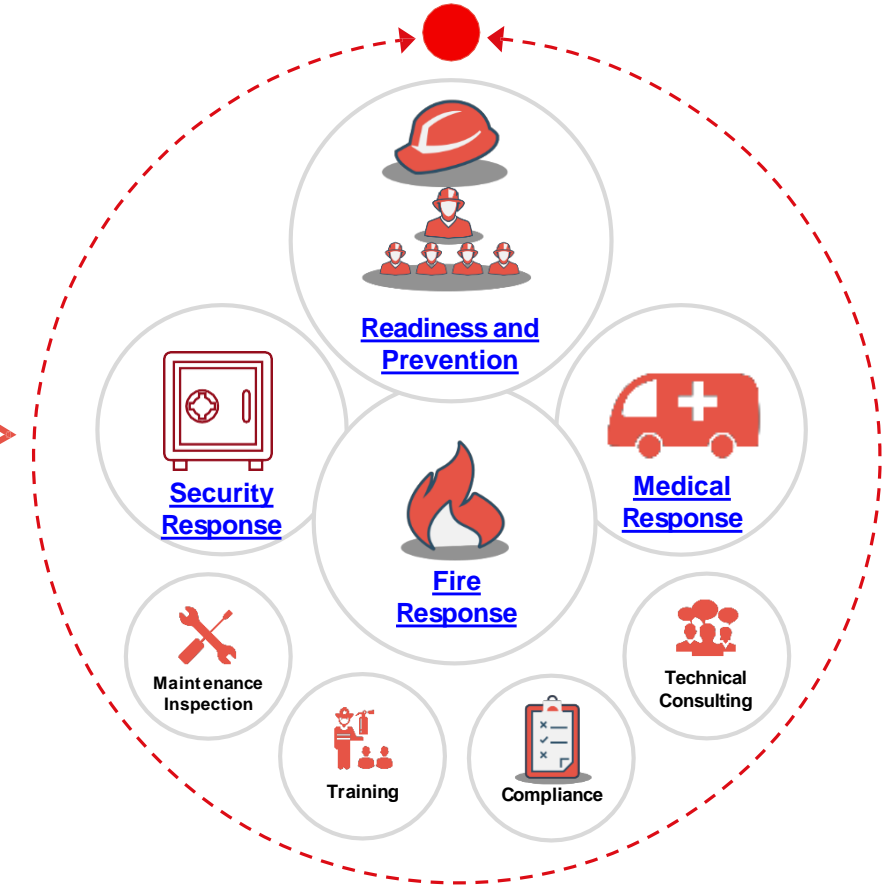 Readiness and
Prevention
Security
Response
Medical
Response
Fire
Response
Maintenance
Inspection
Technical
Consulting
Training
Compliance